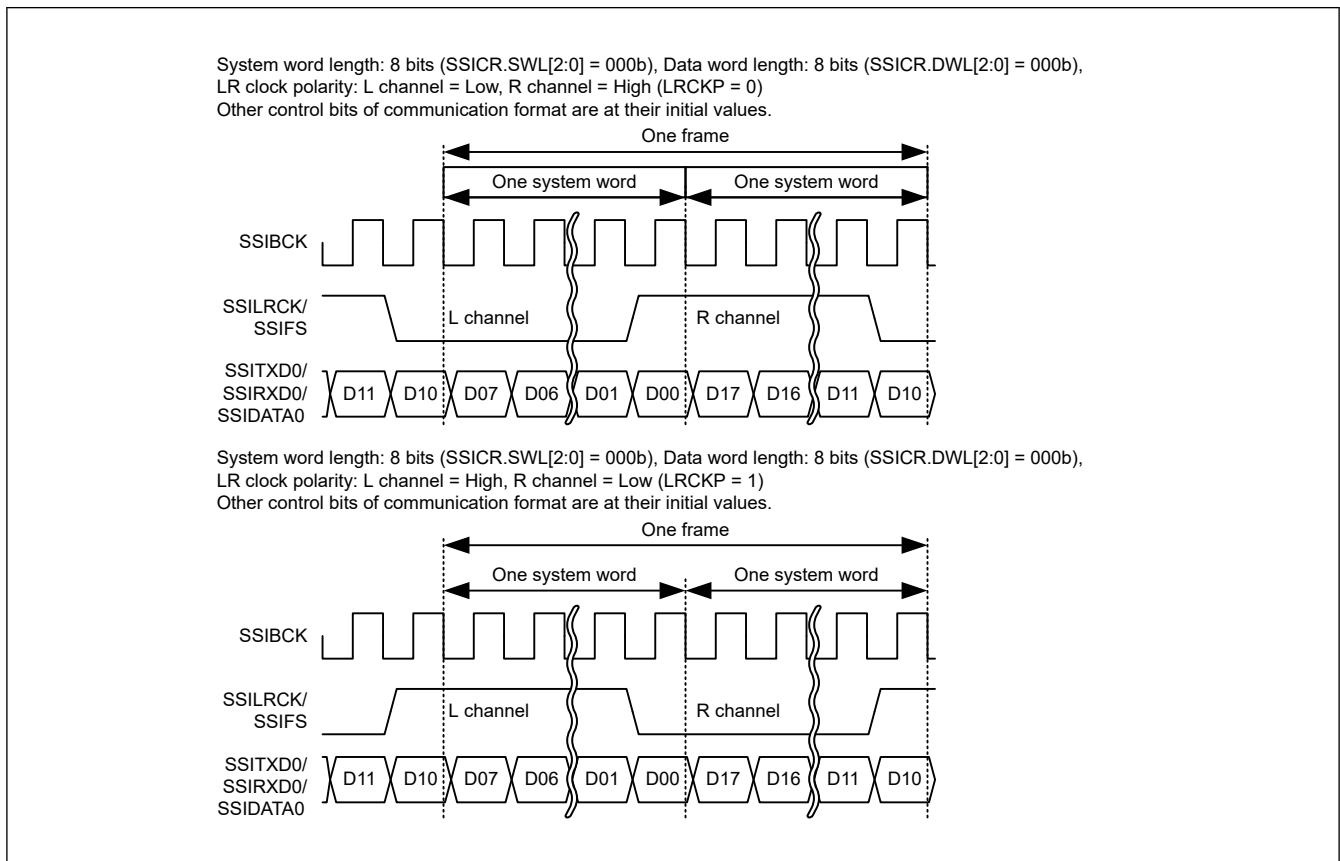 System word length: 8 bits (SSICR.SWL[2:0] = 000b), Data word length: 8 bits (SSICR.DWL[2:0] = 000b),
LR clock polarity: L channel = Low, R channel = High (LRCKP = 0)
Other control bits of communication format are at their initial values.
One frame
One system word One system word
SSIBCK
SSILRCK/
SSIFS
L channel R channel
SSITXD0/
SSIRXD0/
SSIDATA0
D11 D10 D07 D06 D01 D00 D17 D16 D11 D10
System word length: 8 bits (SSICR.SWL[2:0] = 000b), Data word length: 8 bits (SSICR.DWL[2:0] = 000b),
LR clock polarity: L channel = High, R channel = Low (LRCKP = 1)
Other control bits of communication format are at their initial values.
One frame
One system word One system word
SSIBCK
SSILRCK/
SSIFS
L channel R channel
SSITXD0/
SSIRXD0/
SSIDATA0
D11 D10 D07 D06 D01 D00 D17 D16 D11 D10